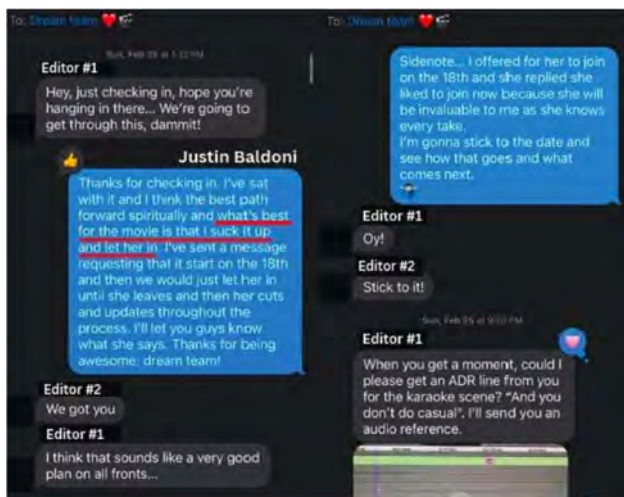 To: Dream team ❤️🎬
Sun, Feb 25 at 1:32 PM
Editor #1
Hey, just checking in, hope you're
hanging in there... We're going to
get through this, dammit!
Justin Baldoni
Thanks for checking in. I've sat
with it and I think the best path
forward spiritually and what's best
for the movie is that I suck it up
and let her in. I've sent a message
requesting that it start on the 18th
and then we would just let her in
until she leaves and then her cuts
and updates throughout the
process. I'll let you guys know
what she says. Thanks for being
awesome: dream team!
Editor #2
We got you
Editor #1
I think that sounds like a very good
plan on all fronts...
To: Dream team ❤️🎬
Sidenote... I offered for her to join
on the 18th and she replied she
liked to join now because she will
be invaluable to me as she knows
every take.
I'm gonna stick to the date and
see how that goes and what
comes next.
Editor #1
Oy!
Editor #2
Stick to it!
Sun, Feb 25 at PM
Editor #1
When you get a moment, could I
please get an ADR line from you
for the karaoke scene? "And you
don't do casual". I'll send you an
audio reference.